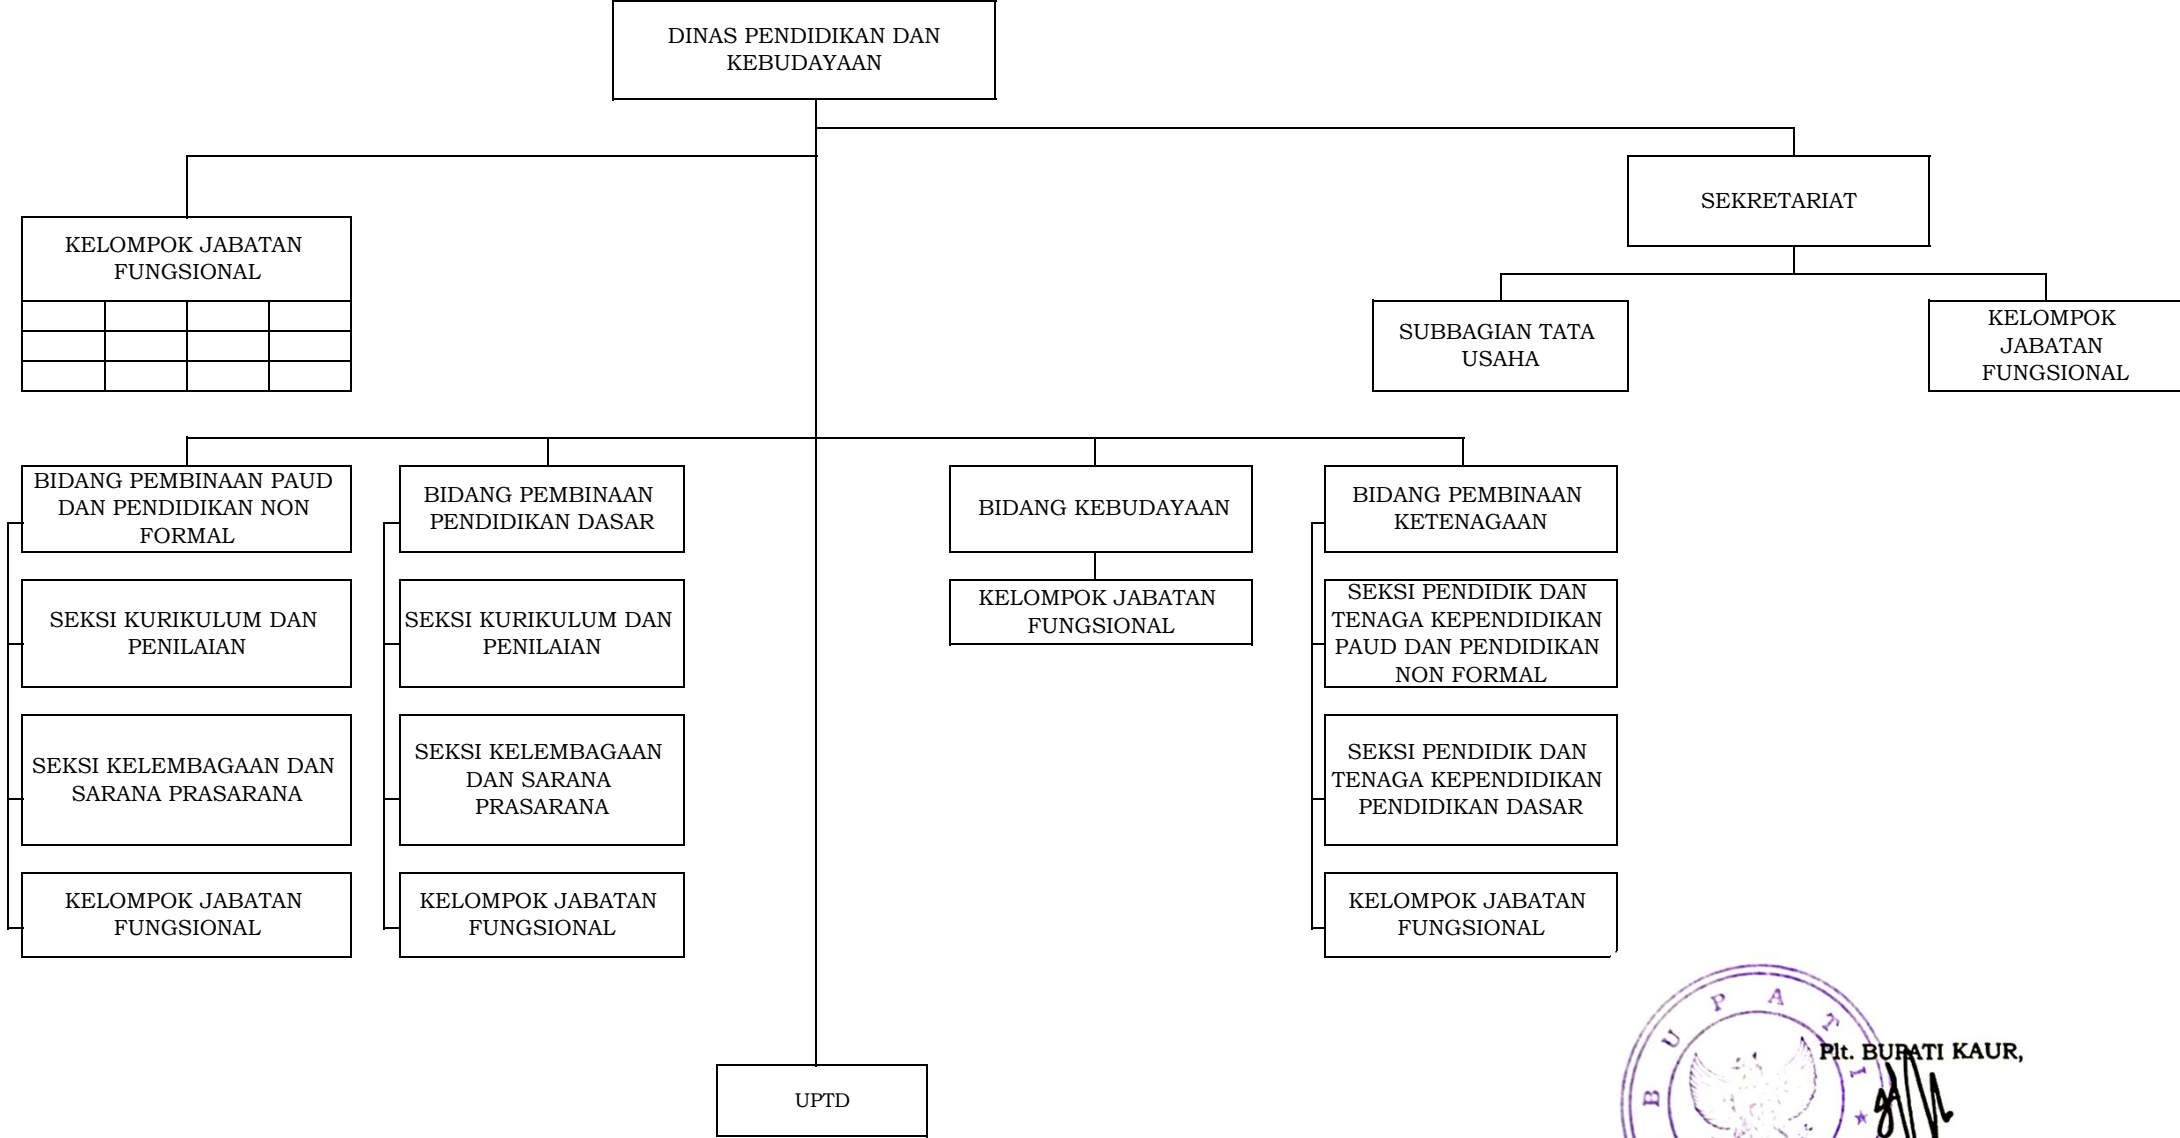 DINAS PENDIDIKAN DAN
KEBUDAYAAN
SEKRETARIAT
KELOMPOK JABATAN
FUNGSIONAL
SUBBAGIAN TATA
USAHA
KELOMPOK
JABATAN
FUNGSIONAL
BIDANG PEMBINAAN PAUD
DAN PENDIDIKAN NON
FORMAL
SEKSI KURIKULUM DAN
PENILAIAN
SEKSI KELEMBAGAAN DAN
SARANA PRASARANA
KELOMPOK JABATAN
FUNGSIONAL
BIDANG PEMBINAAN
PENDIDIKAN DASAR
SEKSI KURIKULUM DAN
PENILAIAN
SEKSI KELEMBAGAAN
DAN SARANA
PRASARANA
KELOMPOK JABATAN
FUNGSIONAL
BIDANG KEBUDAYAAN
KELOMPOK JABATAN
FUNGSIONAL
BIDANG PEMBINAAN
KETENAGAAN
SEKSI PENDIDIK DAN
TENAGA KEPENDIDIKAN
PAUD DAN PENDIDIKAN
NON FORMAL
SEKSI PENDIDIK DAN
TENAGA KEPENDIDIKAN
PENDIDIKAN DASAR
KELOMPOK JABATAN
FUNGSIONAL
UPTD
BUPATI
Plt. BUPATI KAUR,